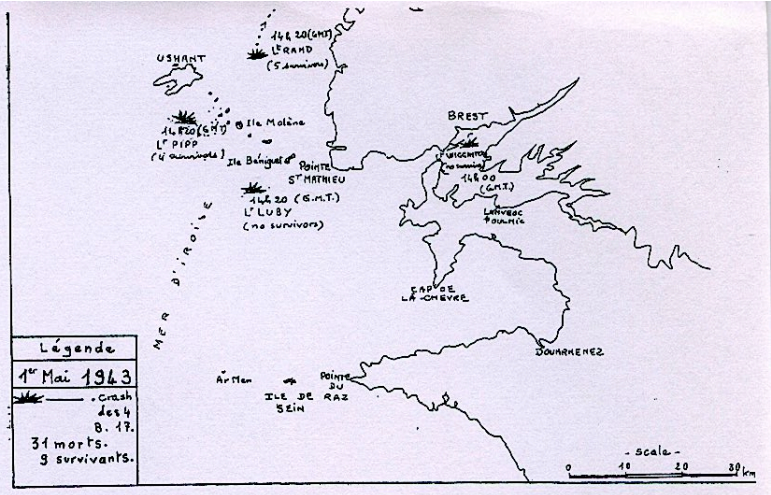 14h20(GMT)
Lt RAND
(5 survivors)
USHANT
14h20(GMT)
Lt PIPP
(4 survivors)
Ile Molène
Ile Béniguet
POINTE
ST MATHIEU
BREST
(no survivors)
14h00
(G.M.T.)
LANVEOC
POULMIC
14h20 (G.M.T.)
Lt LUBY
(no survivors)
MER D'IROISE
CAP DE
LA CHEVRE
DOUARNENEZ
Ar Men
ILE DE
SEIN
POINTE
DU
RAZ
Légende
1er Mai 1943
. Crash
des 4
B. 17.
31 morts.
9 survivants.
- scale -
0 10 20 30
km